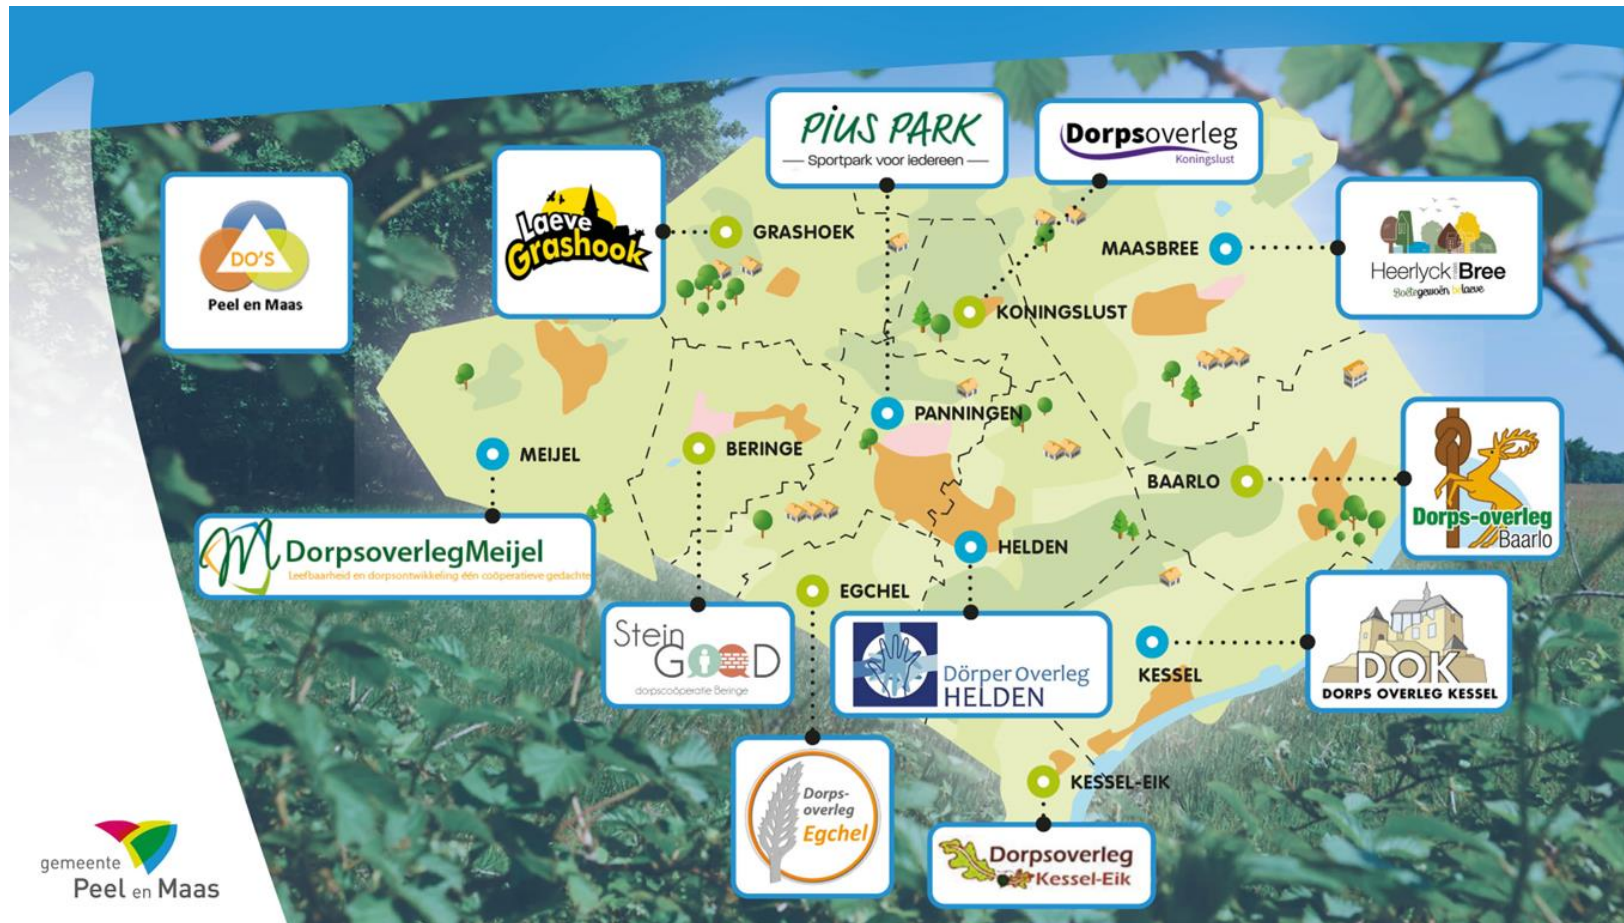 PiUS PARK
Sportpark voor iedereen
Dorpsoverleg
Koningslust
DO'S
Peel en Maas
Laeve
Grashook
GRASHOEK
MAASBREE
Heerlyck Bree
Boëtegewoën belaeve
KONINGSLUST
PANNINGEN
MEIJEL
BERINGE
BAARLO
Dorps-overleg
Baarlo
DorpsoverlegMeijel
Leefbaarheid en dorpsontwikkeling één coöperatieve gedachte
HELDEN
EGCHEL
Stein
GOOD
dorpscoöperatie Beringe
Dörper Overleg
HELDEN
KESSEL
DOK
DORPS OVERLEG KESSEL
Dorps-
overleg
Egchel
KESSEL-EIK
Dorpsoverleg
Kessel-Eik
gemeente
Peel en Maas